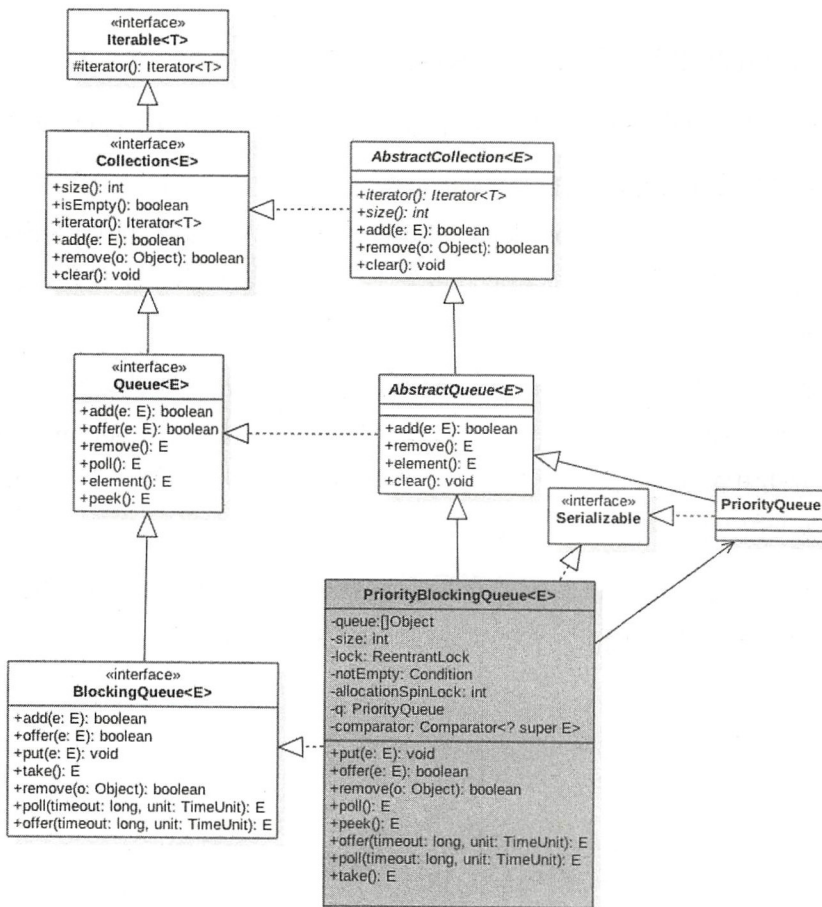 «interface»
Iterable<T>
#iterator(): Iterator<T>
«interface»
Collection<E>
+size(): int
+isEmpty(): boolean
+iterator(): Iterator<T>
+add(e: E): boolean
+remove(o: Object): boolean
+clear(): void
AbstractCollection<E>
+iterator(): Iterator<T>
+size(): int
+add(e: E): boolean
+remove(o: Object): boolean
+clear(): void
«interface»
Queue<E>
+add(e: E): boolean
+offer(e: E): boolean
+remove(): E
+poll(): E
+element(): E
+peek(): E
AbstractQueue<E>
+add(e: E): boolean
+remove(): E
+element(): E
+clear(): void
«interface»
Serializable
PriorityQueue
PriorityBlockingQueue<E>
-queue:[]Object
-size: int
-lock: ReentrantLock
-notEmpty: Condition
-allocationSpinLock: int
-q: PriorityQueue
-comparator: Comparator<? super E>
+put(e: E): void
+offer(e: E): boolean
+remove(o: Object): boolean
+poll(): E
+peek(): E
+offer(timeout: long, unit: TimeUnit): E
+poll(timeout: long, unit: TimeUnit): E
+take(): E
«interface»
BlockingQueue<E>
+add(e: E): boolean
+offer(e: E): boolean
+put(e: E): void
+take(): E
+remove(o: Object): boolean
+poll(timeout: long, unit: TimeUnit): E
+offer(timeout: long, unit: TimeUnit): E